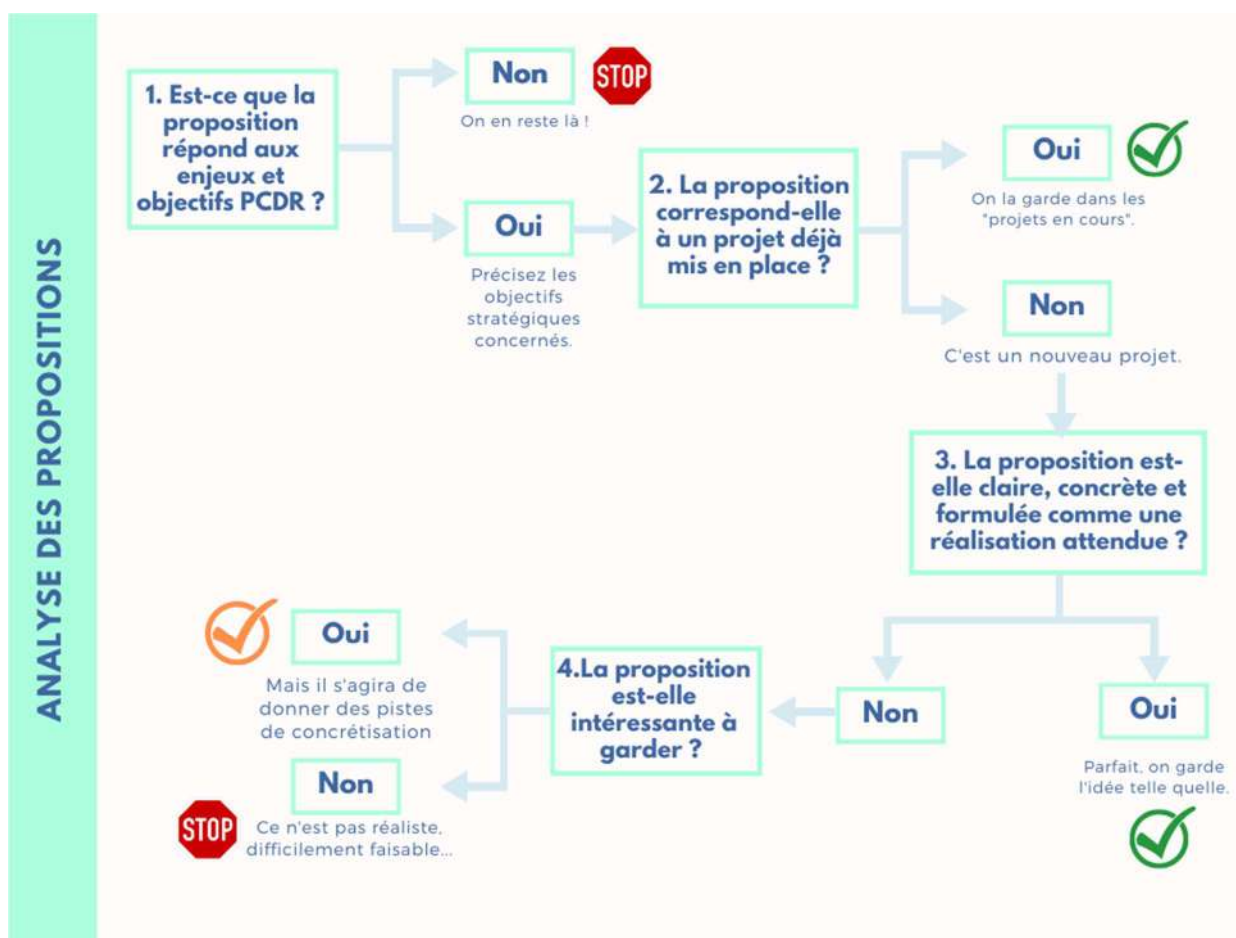 ANALYSE DES PROPOSITIONS
1. Est-ce que la
proposition
répond aux
enjeux et
objectifs PCDR ?
Non
STOP
On en reste là !
Oui
Précisez les
objectifs
stratégiques
concernés.
2. La proposition
correspond-elle
à un projet déjà
mis en place ?
Oui
On la garde dans les
"projets en cours".
Non
C'est un nouveau projet.
3. La proposition est-
elle claire, concrète et
formulée comme une
réalisation attendue ?
Non
Oui
Parfait, on garde
l'idée telle quelle.
4.La proposition
est-elle
intéressante à
garder ?
Oui
Mais il s'agira de
donner des pistes
de concrétisation
Non
STOP
Ce n'est pas réaliste,
difficilement faisable...